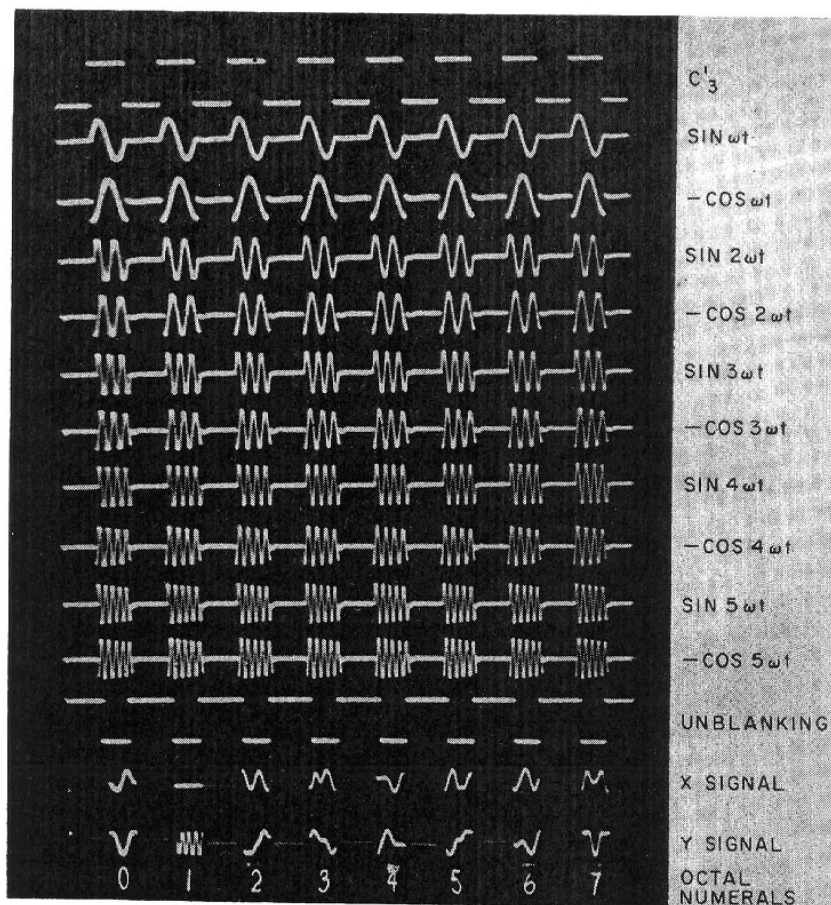 C'3
SIN ωt
−COS ωt
SIN 2ωt
−COS 2ωt
SIN 3ωt
−COS 3ωt
SIN 4ωt
−COS 4ωt
SIN 5ωt
−COS 5ωt
UNBLANKING
X SIGNAL
Y SIGNAL
0 1 2 3 4 5 6 7 OCTAL
NUMERALS